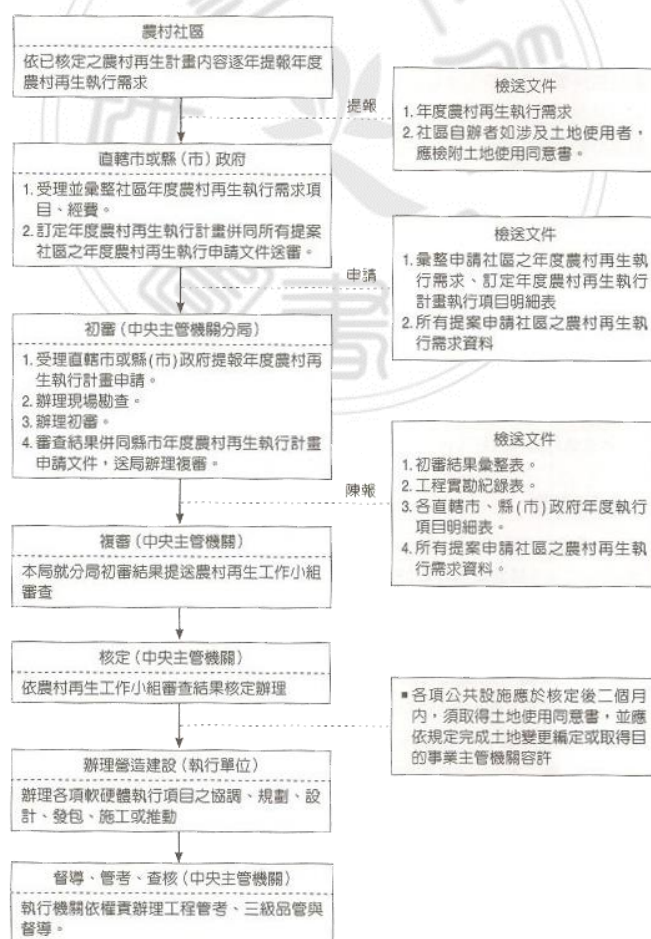 農村社區
依已核定之農村再生計畫內容逐年提報年度
農村再生執行需求
提報
檢送文件
1.年度農村再生執行需求
2.社區自辦者如涉及土地使用者，
應檢附土地使用同意書。
直轄市或縣（市）政府
1.受理並彙整社區年度農村再生執行需求項
目、經費。
2.訂定年度農村再生執行計畫併同所有提案
社區之年度農村再生執行申請文件送審。
申請
檢送文件
1.彙整申請社區之年度農村再生執
行需求、訂定年度農村再生執行
計畫執行項目明細表
2.所有提案申請社區之農村再生執
行需求資料
初審（中央主管機關分局）
1.受理直轄市或縣(市)政府提報年度農村再
生執行計畫申請。
2.辦理現場勘查。
3.辦理初審。
4.審查結果併同縣市年度農村再生執行計畫
申請文件，送局辦理複審。
陳報
檢送文件
1.初審結果彙整表。
2.工程實勘紀錄表。
3.各直轄市、縣(市)政府年度執行
項目明細表。
4.所有提案申請社區之農村再生執
行需求資料。
複審（中央主管機關）
本局就分局初審結果提送農村再生工作小組
審查
核定（中央主管機關）
依農村再生工作小組審查結果核定辦理
■各項公共設施應於核定後二個月
內，須取得土地使用同意書，並應
依規定完成土地變更編定或取得目
的事業主管機關容許
辦理營造建設（執行單位）
辦理各項軟硬體執行項目之協調、規劃、設
計、發包、施工或推動
督導、管考、查核（中央主管機關）
執行機關依權責辦理工程管考、三級品管與
督導。